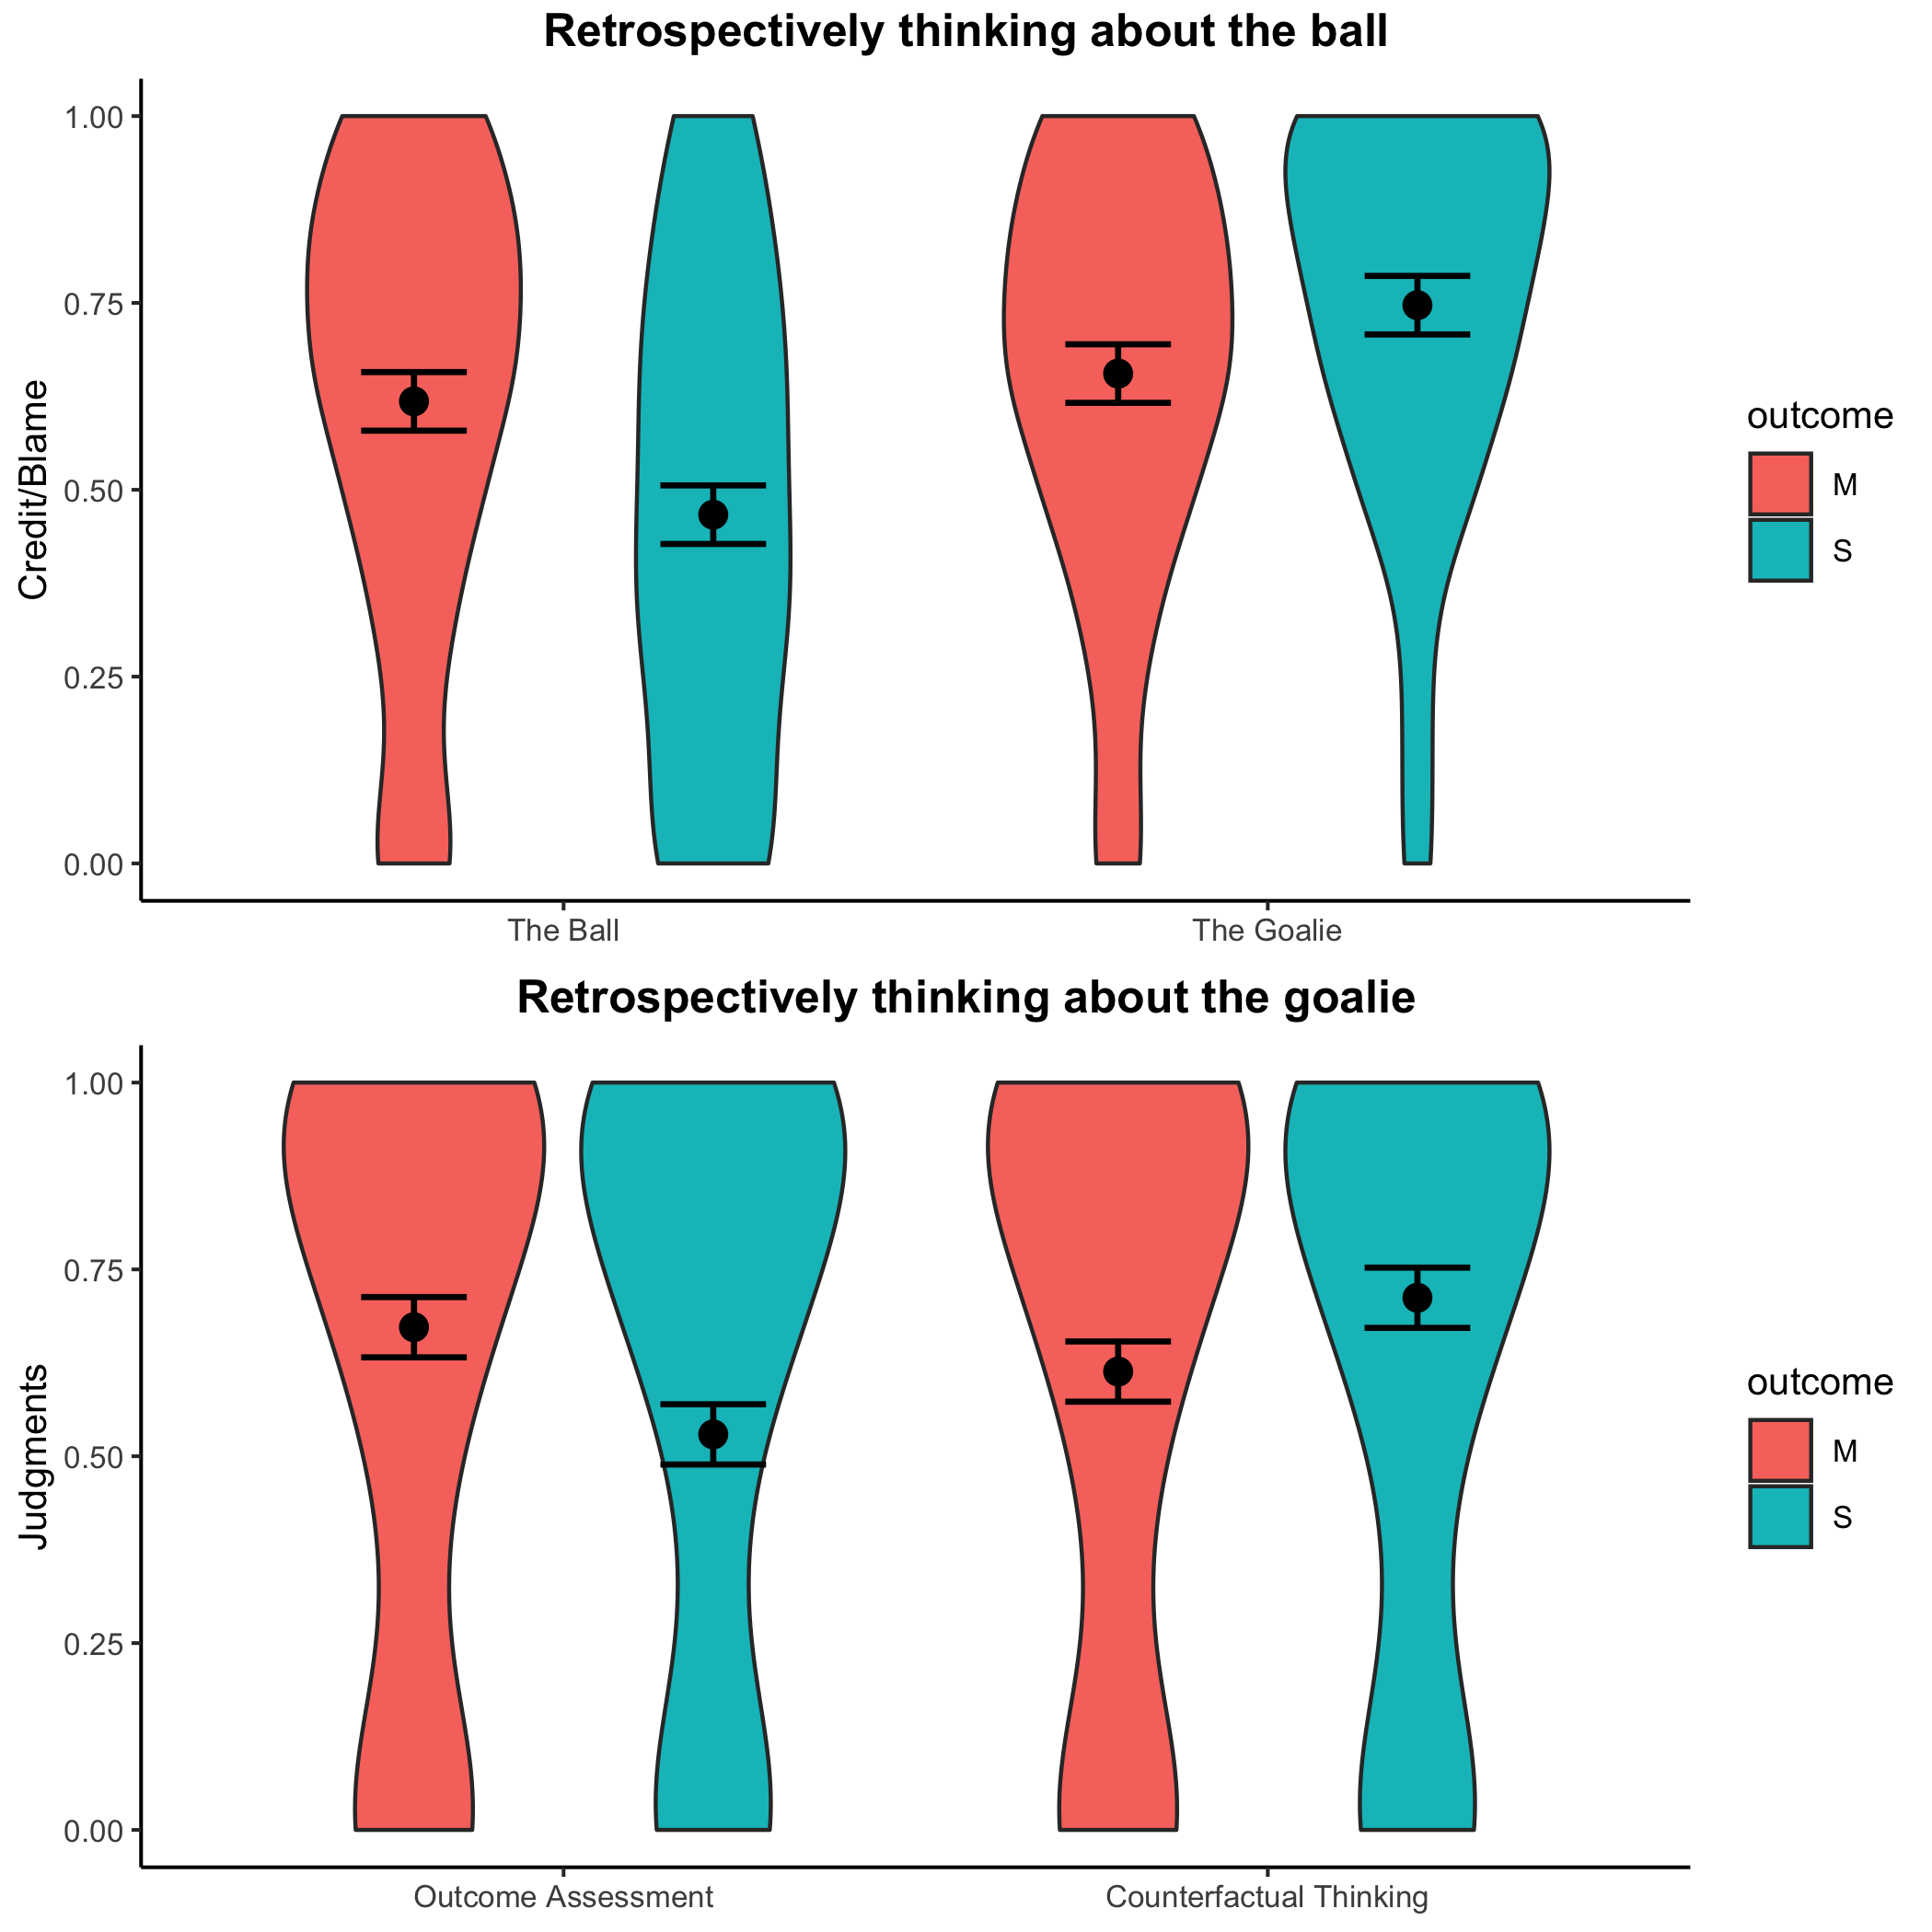 Retrospectively thinking about the ball
Credit/Blame
1.00
0.75
0.50
0.25
0.00
The Ball
The Goalie
outcome
M
S
Retrospectively thinking about the goalie
Judgments
1.00
0.75
0.50
0.25
0.00
Outcome Assessment
Counterfactual Thinking
outcome
M
S